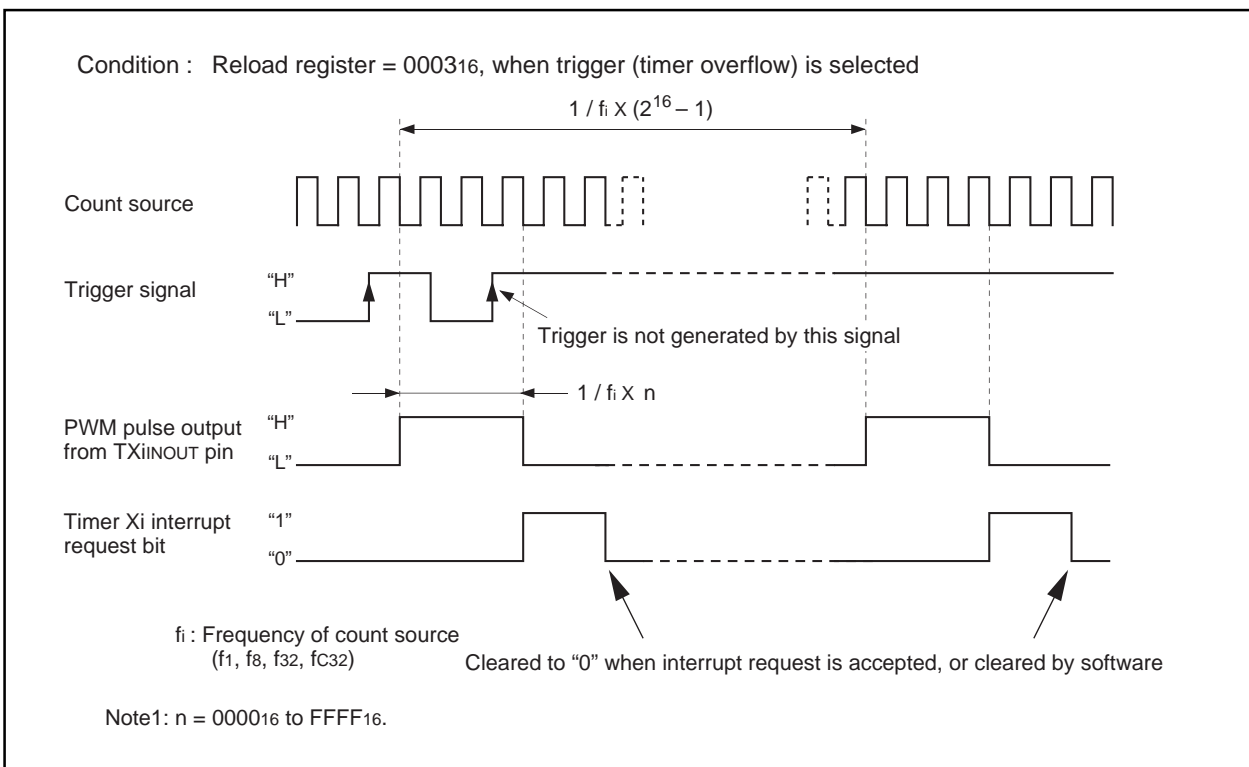 Condition : Reload register = 000316, when trigger (timer overflow) is selected
1 / fi X (2^16 – 1)
Count source
Trigger signal
“H”
“L”
Trigger is not generated by this signal
1 / fi X n
PWM pulse output
from TXiINOUT pin
“H”
“L”
Timer Xi interrupt
request bit
“1”
“0”
fi : Frequency of count source
(f1, f8, f32, fC32)
Cleared to “0” when interrupt request is accepted, or cleared by software
Note1: n = 000016 to FFFF16.